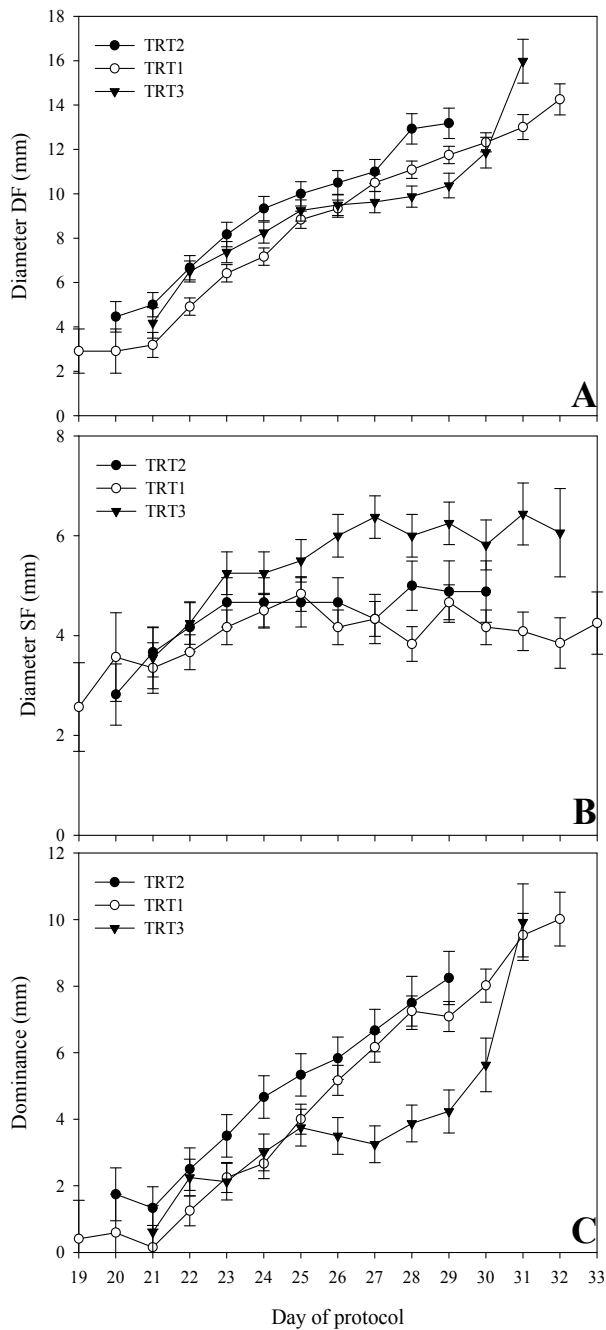 18
16
14
12
10
8
6
4
2
0
Diameter DF (mm)
TRT2
TRT1
TRT3
A
8
6
4
2
0
Diameter SF (mm)
TRT2
TRT1
TRT3
B
12
10
8
6
4
2
0
Dominance (mm)
TRT2
TRT1
TRT3
C
19 20 21 22 23 24 25 26 27 28 29 30 31 32 33
Day of protocol